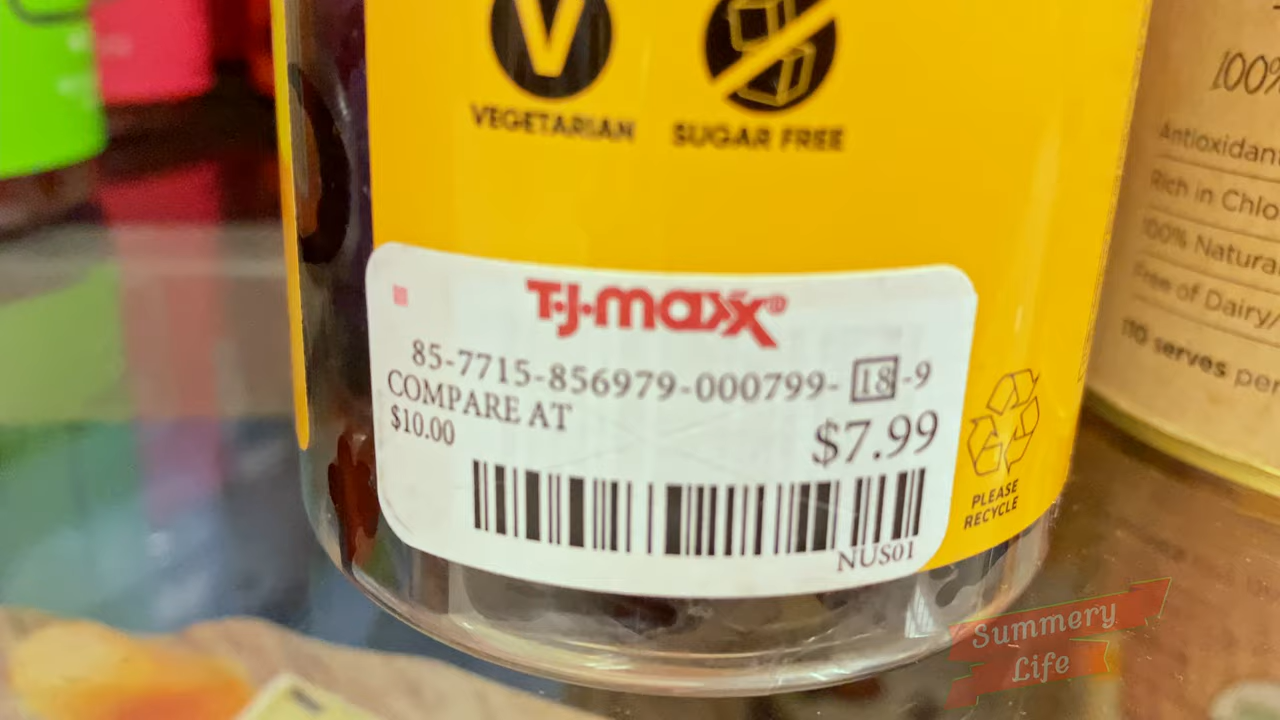 V
VEGETARIAN
SUGAR FREE
T.J.maxx®
85-7715-856979-000799- 18 -9
COMPARE AT
$10.00
$7.99
NUS01
PLEASE
RECYCLE
100%
Antioxidan
Rich in Chlo
100% Natura
Free of Dairy/
110 serves per
Summery
Life